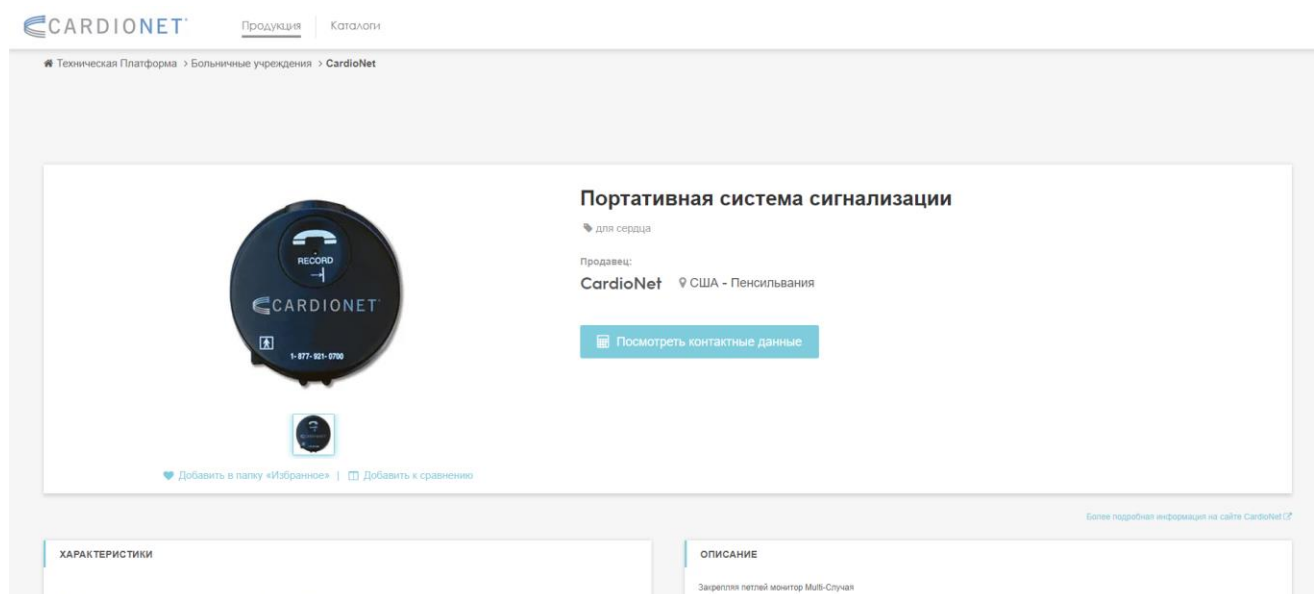 CARDIONET
Продукция
Каталоги
Техническая Платформа > Больничные учреждения > CardioNet
RECORD
CARDIONET
1-877-921-0700
Портативная система сигнализации
для сердца
Продавец:
CardioNet США - Пенсильвания
Посмотреть контактные данные
Добавить в папку «Избранное» | Добавить к сравнению
Более подробная информация на сайте CardioNet
ХАРАКТЕРИСТИКИ
ОПИСАНИЕ
Закрепляя петлей монитор Multi-Случая